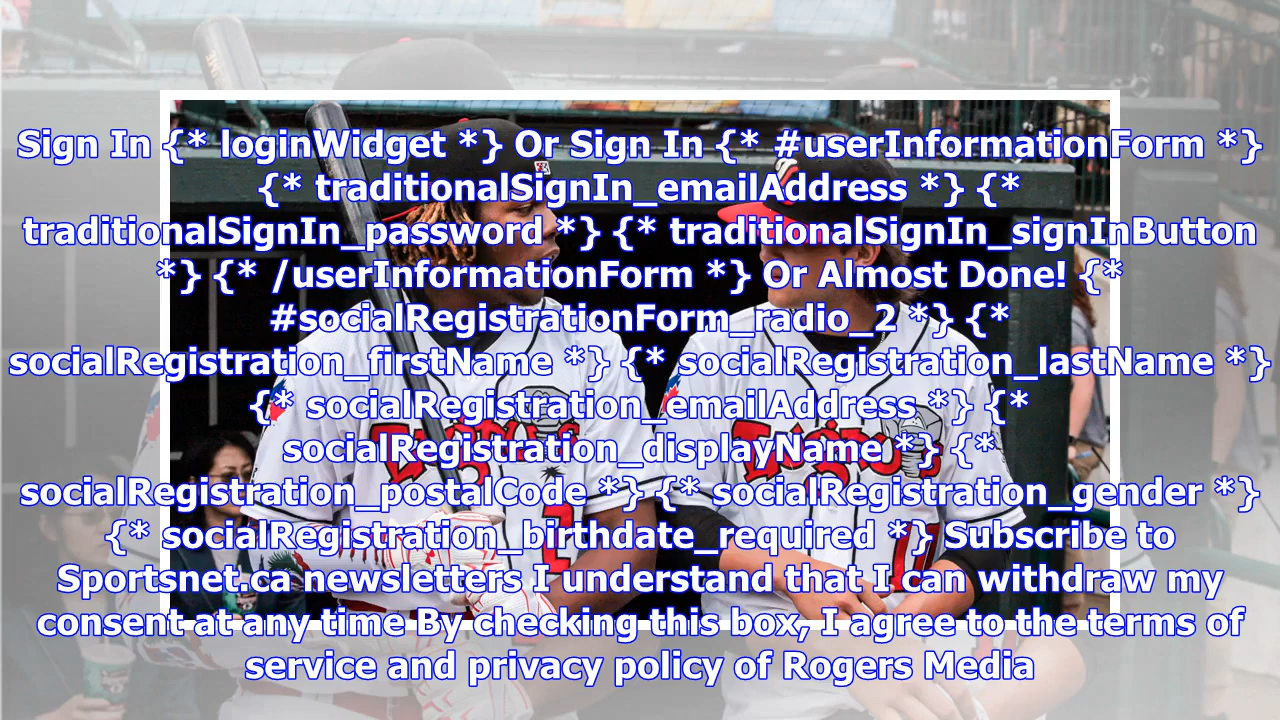 Sign In {* loginWidget *} Or Sign In {* #userInformationForm *}
{* traditionalSignIn_emailAddress *} {*
traditionalSignIn_password *} {* traditionalSignIn_signInButton
*} {* /userInformationForm *} Or Almost Done! {*
#socialRegistrationForm_radio_2 *} {*
socialRegistration_firstName *} {* socialRegistration_lastName *}
{* socialRegistration_emailAddress *} {*
socialRegistration_displayName *} {*
socialRegistration_postalCode *} {* socialRegistration_gender *}
{* socialRegistration_birthdate_required *} Subscribe to
Sportsnet.ca newsletters I understand that I can withdraw my
consent at any time By checking this box, I agree to the terms of
service and privacy policy of Rogers Media